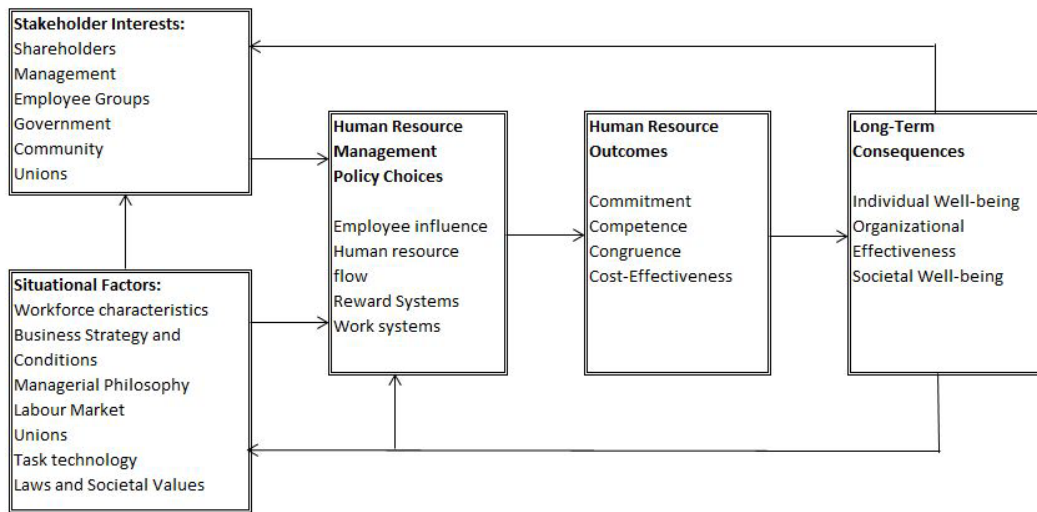 Stakeholder Interests:
Shareholders
Management
Employee Groups
Government
Community
Unions
Situational Factors:
Workforce characteristics
Business Strategy and
Conditions
Managerial Philosophy
Labour Market
Unions
Task technology
Laws and Societal Values
Human Resource
Management
Policy Choices
Employee influence
Human resource
flow
Reward Systems
Work systems
Human Resource
Outcomes
Commitment
Competence
Congruence
Cost-Effectiveness
Long-Term
Consequences
Individual Well-being
Organizational
Effectiveness
Societal Well-being